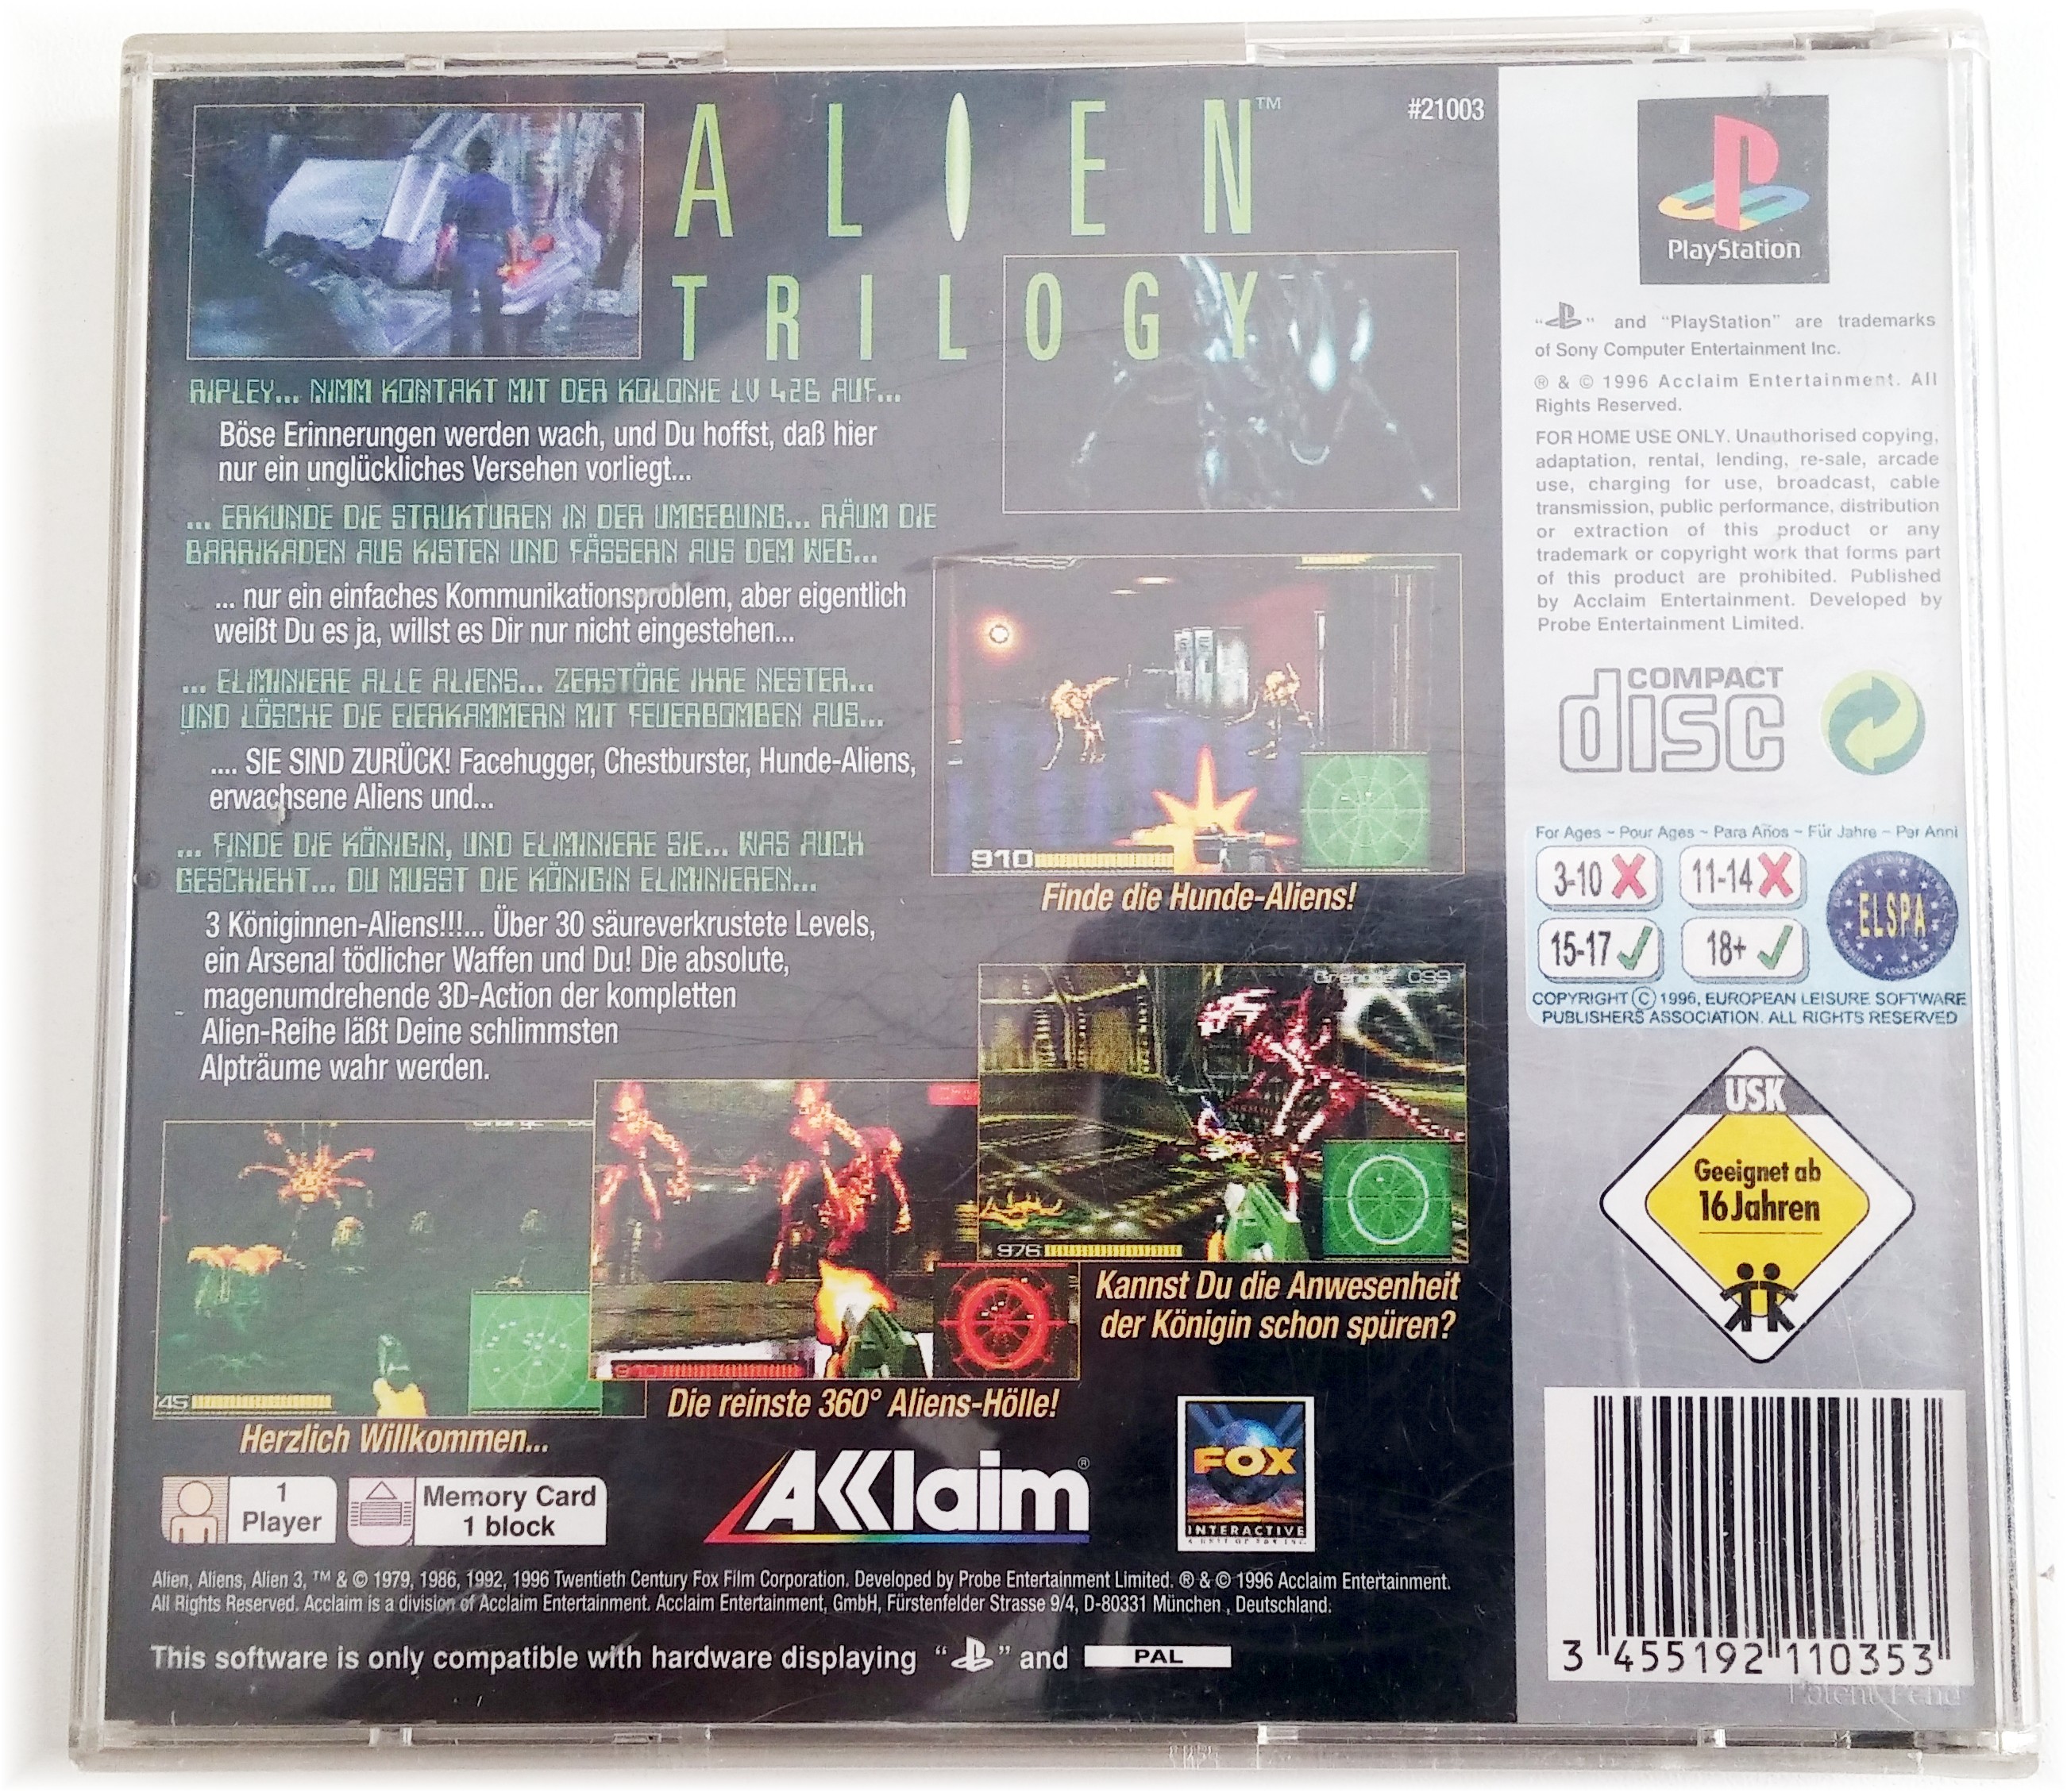 ALIEN™
TRILOGY
#21003
RIPLEY... NIMM KONTAKT MIT DER KOLONIE LV 426 AUF...
Böse Erinnerungen werden wach, und Du hoffst, daß hier
nur ein unglückliches Versehen vorliegt...
... ERKUNDE DIE STRUKTUREN IN DER UMGEBUNG... RÄUM DIE
BARRIKADEN AUS KISTEN UND FÄSSERN AUS DEM WEG...
... nur ein einfaches Kommunikationsproblem, aber eigentlich
weißt Du es ja, willst es Dir nur nicht eingestehen...
... ELIMINIERE ALLE ALIENS... ZERSTÖRE IHRE NESTER...
UND LÖSCHE DIE EIERKAMMERN MIT FEUERBOMBEN AUS...
.... SIE SIND ZURÜCK! Facehugger, Chestburster, Hunde-Aliens,
erwachsene Aliens und...
... FINDE DIE KÖNIGIN, UND ELIMINIERE SIE... WAS AUCH
GESCHIEHT... DU MUSST DIE KÖNIGIN ELIMINIEREN...
3 Königinnen-Aliens!!!... Über 30 säureverkrustete Levels,
ein Arsenal tödlicher Waffen und Du! Die absolute,
magenumdrehende 3D-Action der kompletten
Alien-Reihe läßt Deine schlimmsten
Alpträume wahr werden.
910
Finde die Hunde-Aliens!
Grenade 099
976
Kannst Du die Anwesenheit
der Königin schon spüren?
910
Die reinste 360° Aliens-Hölle!
45
Herzlich Willkommen...
1
Player
Memory Card
1 block
AKKlaim®
FOX
INTERACTIVE
Alien, Aliens, Alien 3, ™ & © 1979, 1986, 1992, 1996 Twentieth Century Fox Film Corporation. Developed by Probe Entertainment Limited. ® & © 1996 Acclaim Entertainment.
All Rights Reserved. Acclaim is a division of Acclaim Entertainment. Acclaim Entertainment, GmbH, Fürstenfelder Strasse 9/4, D-80331 München , Deutschland.
This software is only compatible with hardware displaying " " and PAL
PlayStation
" " and "PlayStation" are trademarks
of Sony Computer Entertainment Inc.
® & © 1996 Acclaim Entertainment. All
Rights Reserved.
FOR HOME USE ONLY. Unauthorised copying,
adaptation, rental, lending, re-sale, arcade
use, charging for use, broadcast, cable
transmission, public performance, distribution
or extraction of this product or any
trademark or copyright work that forms part
of this product are prohibited. Published
by Acclaim Entertainment. Developed by
Probe Entertainment Limited.
COMPACT
disc
For Ages ~ Pour Ages ~ Para Años ~ Für Jahre ~ Per Anni
3-10 11-14
15-17 18+
ELSPA
COPYRIGHT © 1996, EUROPEAN LEISURE SOFTWARE
PUBLISHERS ASSOCIATION. ALL RIGHTS RESERVED
USK
Geeignet ab
16 Jahren
3 455192 110353